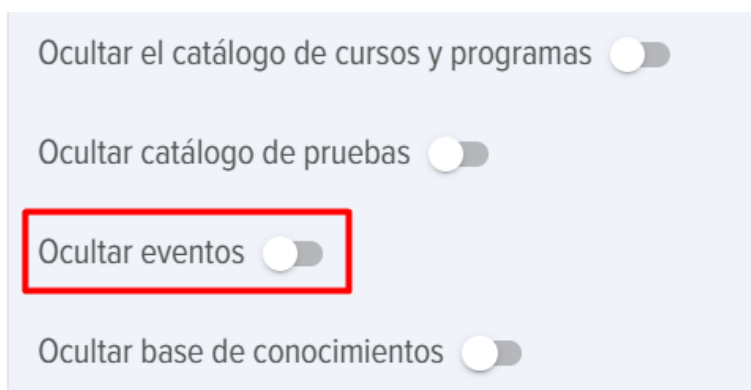 Ocultar el catálogo de cursos y programas
Ocultar catálogo de pruebas
Ocultar eventos
Ocultar base de conocimientos